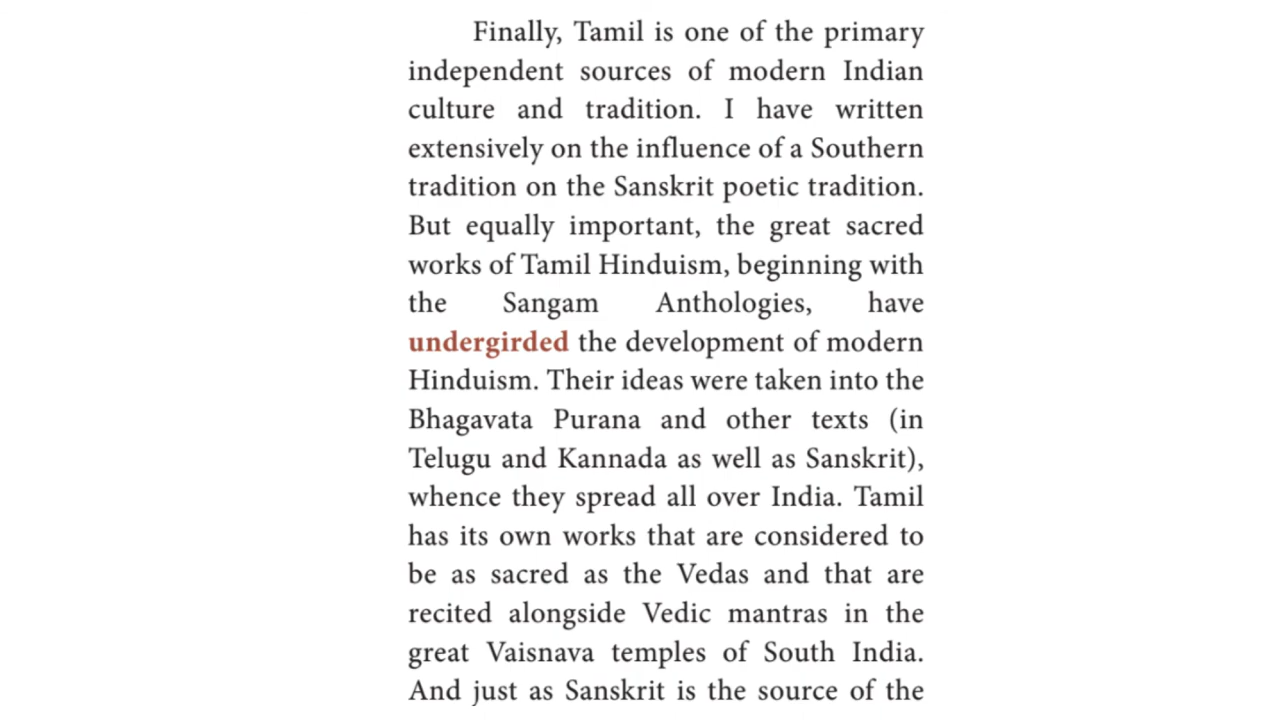 Finally, Tamil is one of the primary
independent sources of modern Indian
culture and tradition. I have written
extensively on the influence of a Southern
tradition on the Sanskrit poetic tradition.
But equally important, the great sacred
works of Tamil Hinduism, beginning with
the Sangam Anthologies, have
undergirded the development of modern
Hinduism. Their ideas were taken into the
Bhagavata Purana and other texts (in
Telugu and Kannada as well as Sanskrit),
whence they spread all over India. Tamil
has its own works that are considered to
be as sacred as the Vedas and that are
recited alongside Vedic mantras in the
great Vaisnava temples of South India.
And just as Sanskrit is the source of the